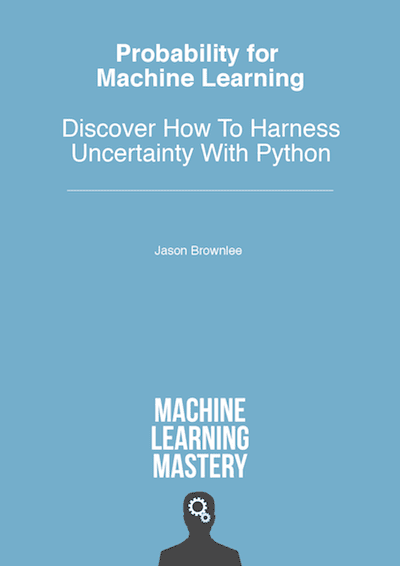 Probability for
Machine Learning
Discover How To Harness
Uncertainty With Python
Jason Brownlee
MACHINE
LEARNING
MASTERY